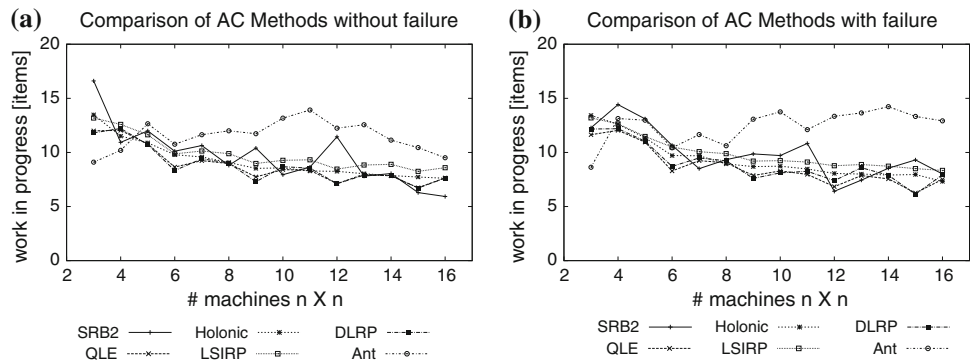 (a) Comparison of AC Methods without failure
work in progress [items]
20
15
10
5
0
2 4 6 8 10 12 14 16
# machines n X n
SRB2 Holonic DLRP
QLE LSIRP Ant
(b) Comparison of AC Methods with failure
work in progress [items]
20
15
10
5
0
2 4 6 8 10 12 14 16
# machines n X n
SRB2 Holonic DLRP
QLE LSIRP Ant